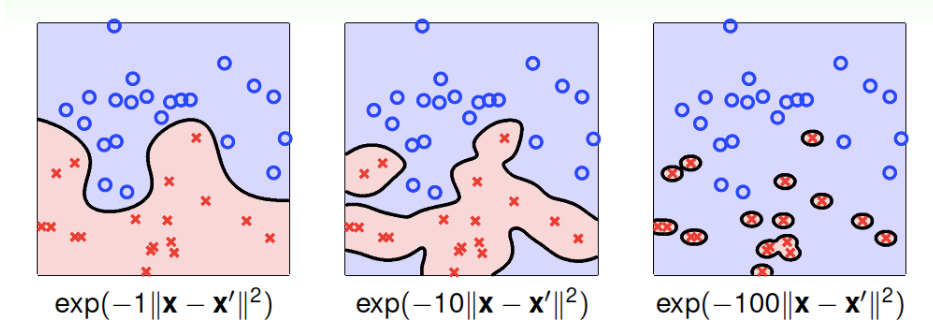 exp(−1‖x − x′‖²)
exp(−10‖x − x′‖²)
exp(−100‖x − x′‖²)